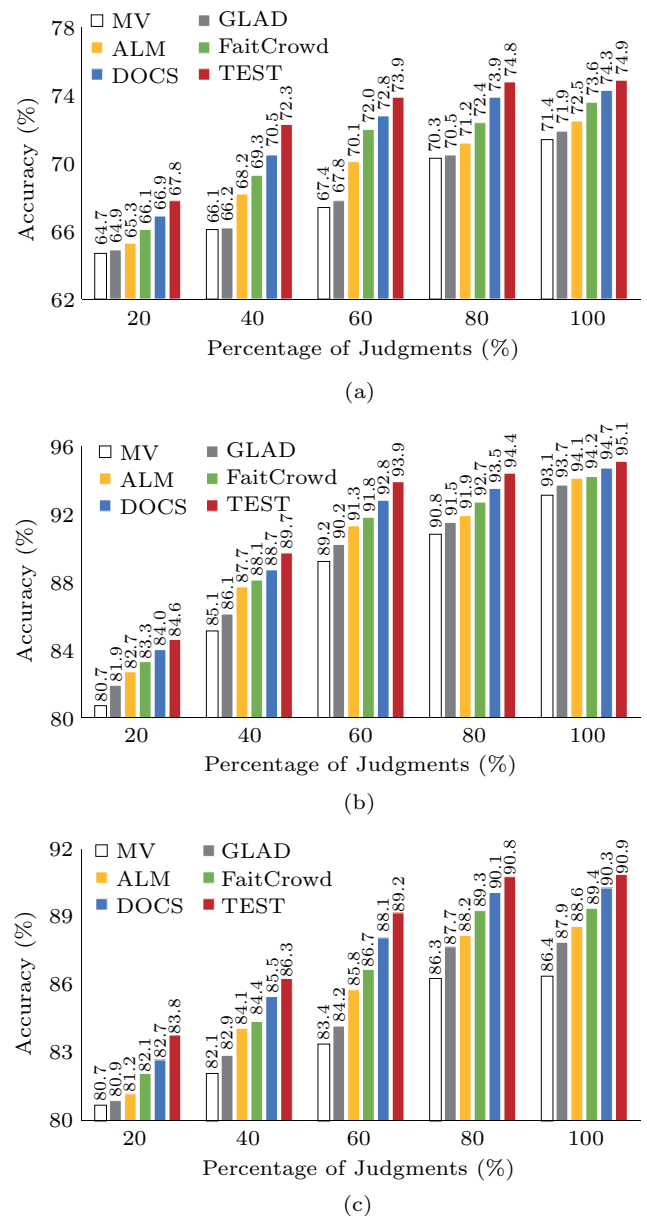 78
MV GLAD
ALM FaitCrowd
DOCS TEST
74
70
66
62
Accuracy (%)
64.7 64.9 65.3 66.1 66.9 67.8
66.1 66.2 68.2 69.3 70.5 72.3
67.4 67.8 70.1 72.0 72.8 73.9
70.3 70.5 71.2 72.4 73.9 74.8
71.4 71.9 72.5 73.6 74.3 74.9
20 40 60 80 100
Percentage of Judgments (%)
(a)
96
MV GLAD
ALM FaitCrowd
DOCS TEST
92
88
84
80
Accuracy (%)
80.7 81.9 82.7 83.3 84.0 84.6
85.1 86.1 87.7 88.1 88.7 89.7
89.2 90.2 91.3 91.8 92.8 93.9
90.8 91.5 91.9 92.7 93.5 94.4
93.1 93.7 94.1 94.2 94.7 95.1
20 40 60 80 100
Percentage of Judgments (%)
(b)
92
MV GLAD
ALM FaitCrowd
DOCS TEST
89
86
83
80
Accuracy (%)
80.7 80.9 81.2 82.1 82.7 83.8
82.1 82.9 84.1 84.4 85.5 86.3
83.4 84.2 85.8 86.7 88.1 89.2
86.3 87.7 88.2 89.3 90.1 90.8
86.4 87.9 88.6 89.4 90.3 90.9
20 40 60 80 100
Percentage of Judgments (%)
(c)